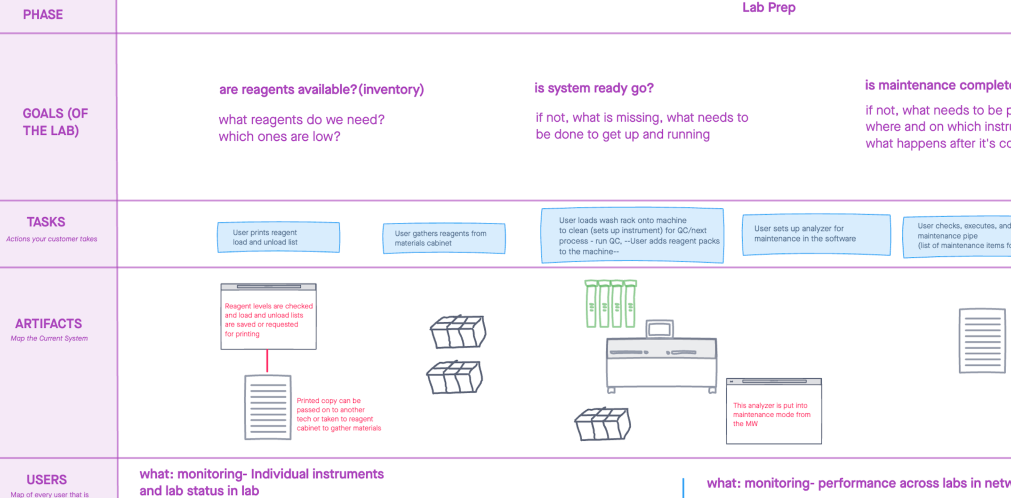 PHASE
Lab Prep
GOALS (OF
THE LAB)
are reagents available?(inventory)
what reagents do we need?
which ones are low?
is system ready go?
if not, what is missing, what needs to
be done to get up and running
is maintenance complete
if not, what needs to be p
where and on which instru
what happens after it's co
TASKS
Actions your customer takes
User prints reagent
load and unload list
User gathers reagents from
materials cabinet
User loads wash rack onto machine
to clean (sets up instrument) for QC/next
process - run QC, --User adds reagent packs
to the machine--
User sets up analyzer for
maintenance in the software
User checks, executes, and
maintenance pipe
(list of maintenance items fo
ARTIFACTS
Map the Current System
Reagent levels are checked
and load and unload lists
are saved or requested
for printing
Printed copy can be
passed on to another
tech or taken to reagent
cabinet to gather materials
This analyzer is put into
maintenance mode from
the MW
USERS
Map of every user that is
what: monitoring- Individual instruments
and lab status in lab
what: monitoring- performance across labs in netw